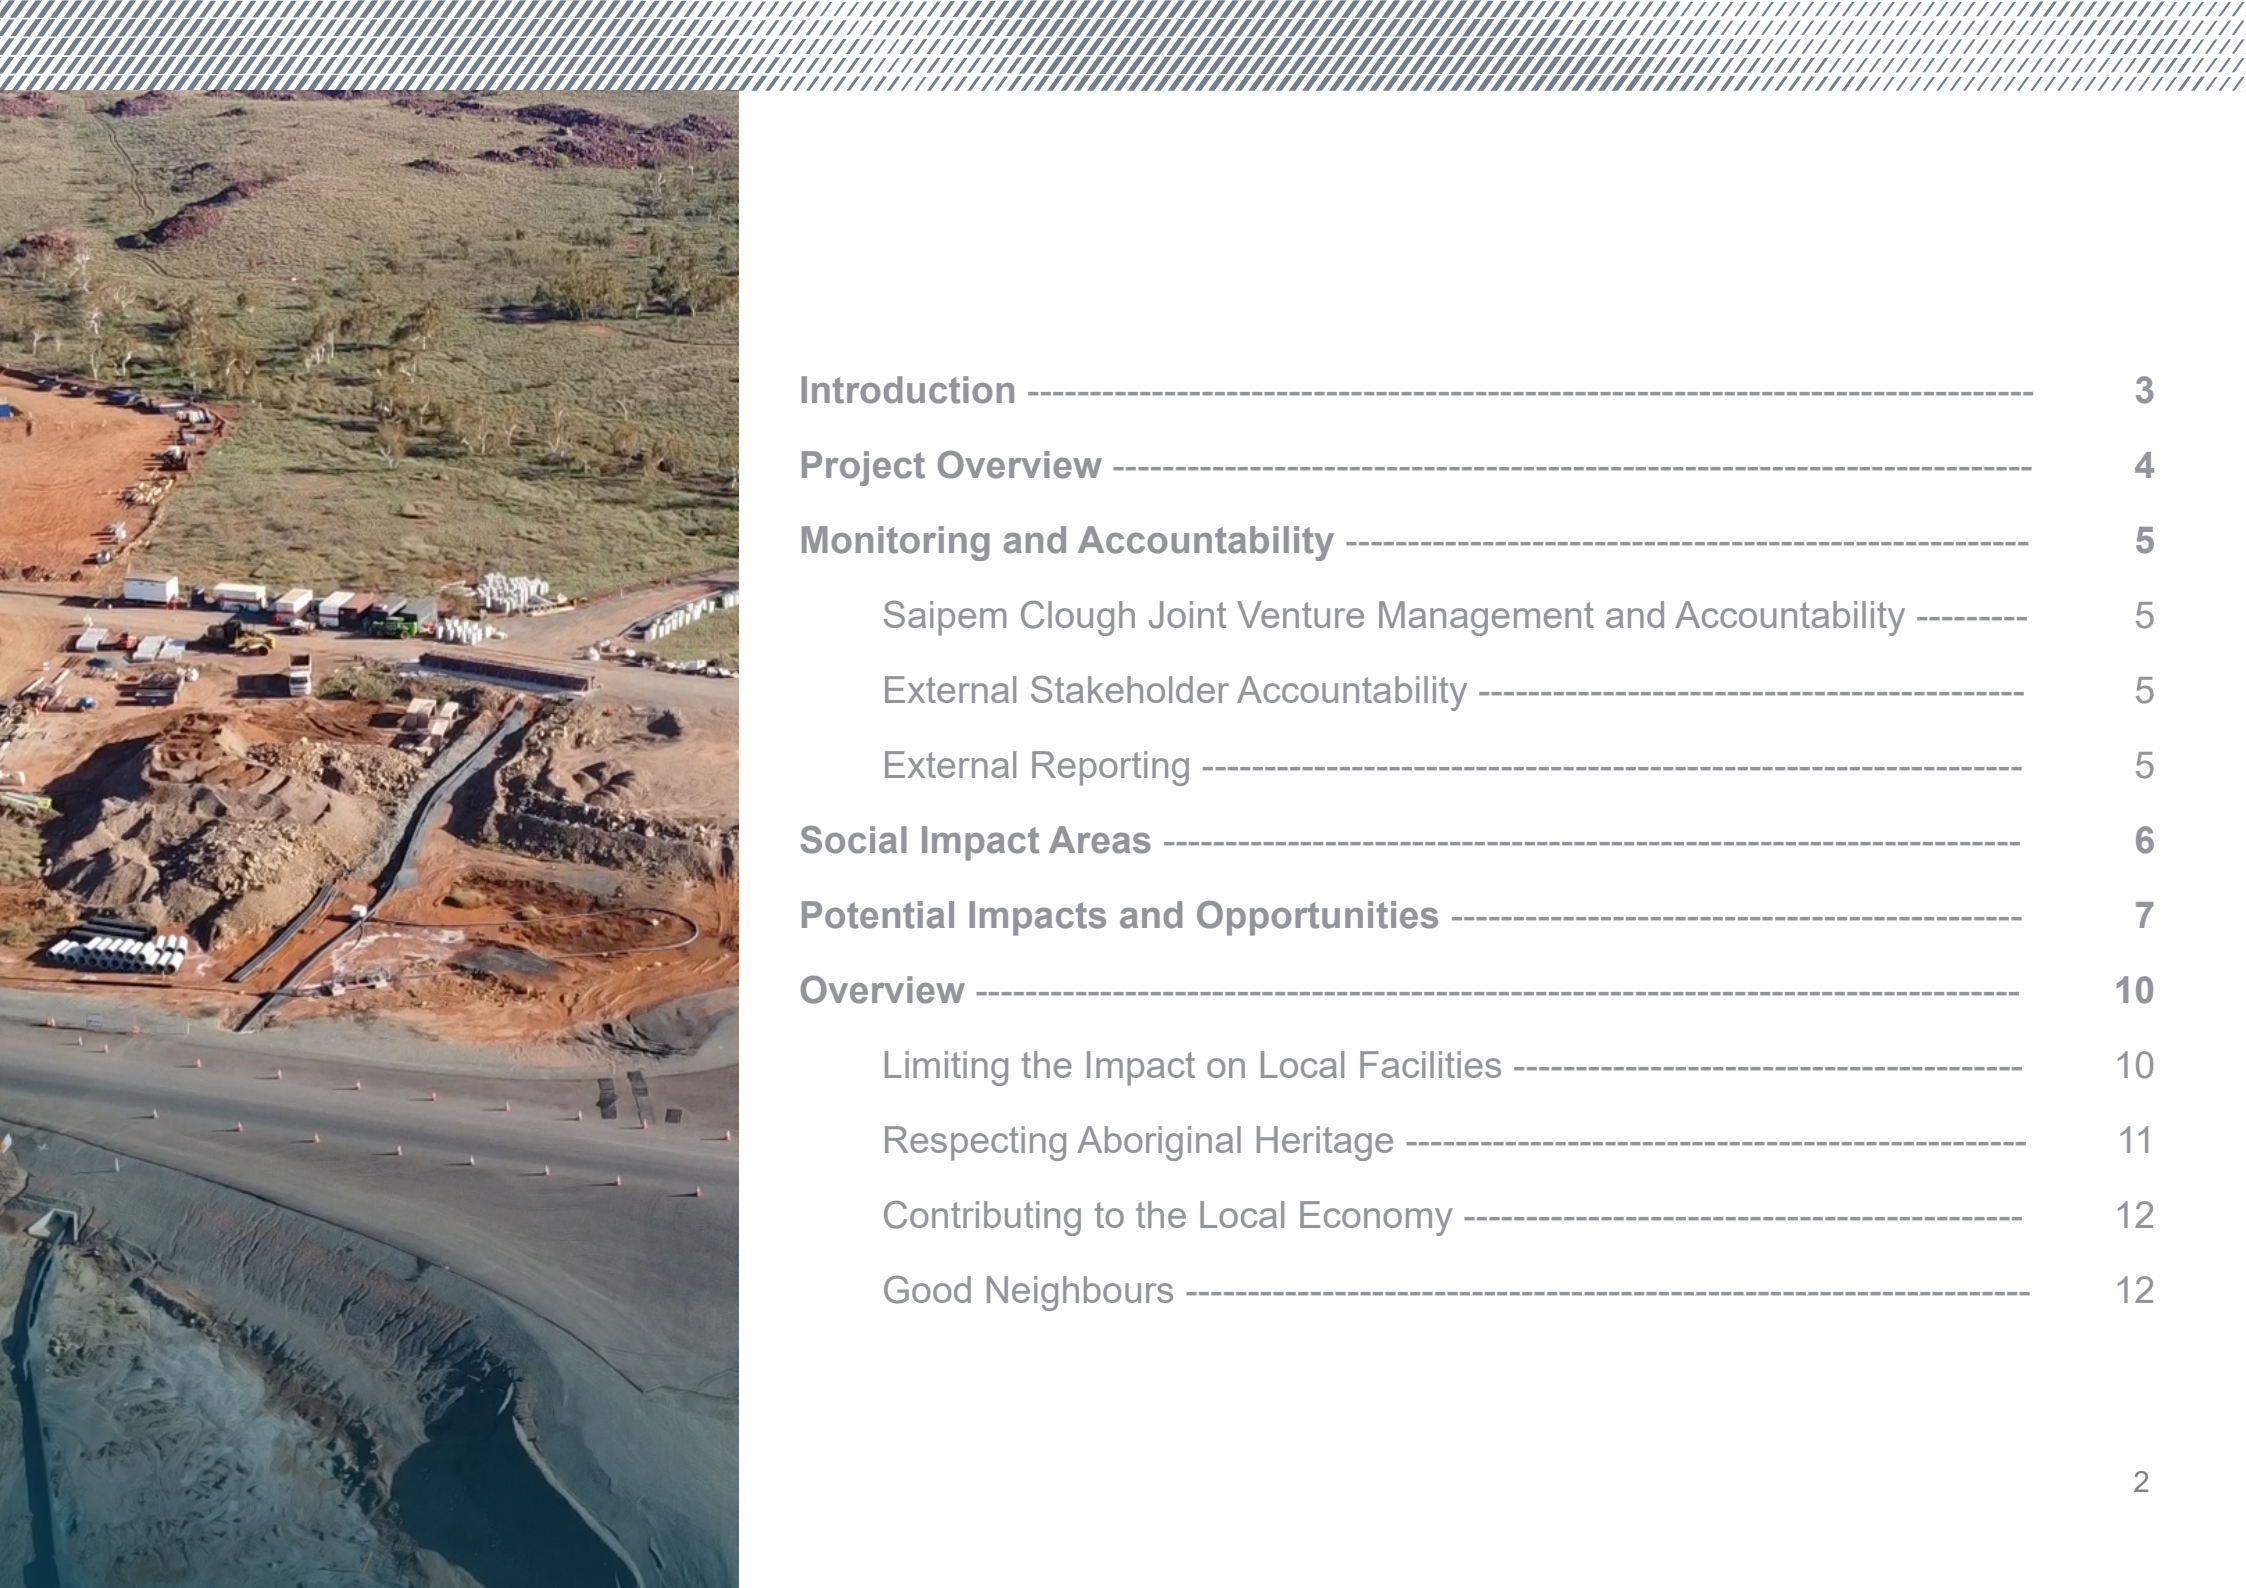 Introduction --------------------------------------------------------------------------------- 3
Project Overview -------------------------------------------------------------------------- 4
Monitoring and Accountability ------------------------------------------------------- 5
Saipem Clough Joint Venture Management and Accountability --------- 5
External Stakeholder Accountability -------------------------------------------- 5
External Reporting ------------------------------------------------------------------ 5
Social Impact Areas --------------------------------------------------------------------- 6
Potential Impacts and Opportunities ---------------------------------------------- 7
Overview ------------------------------------------------------------------------------------ 10
Limiting the Impact on Local Facilities ----------------------------------------- 10
Respecting Aboriginal Heritage -------------------------------------------------- 11
Contributing to the Local Economy --------------------------------------------- 12
Good Neighbours -------------------------------------------------------------------- 12
2